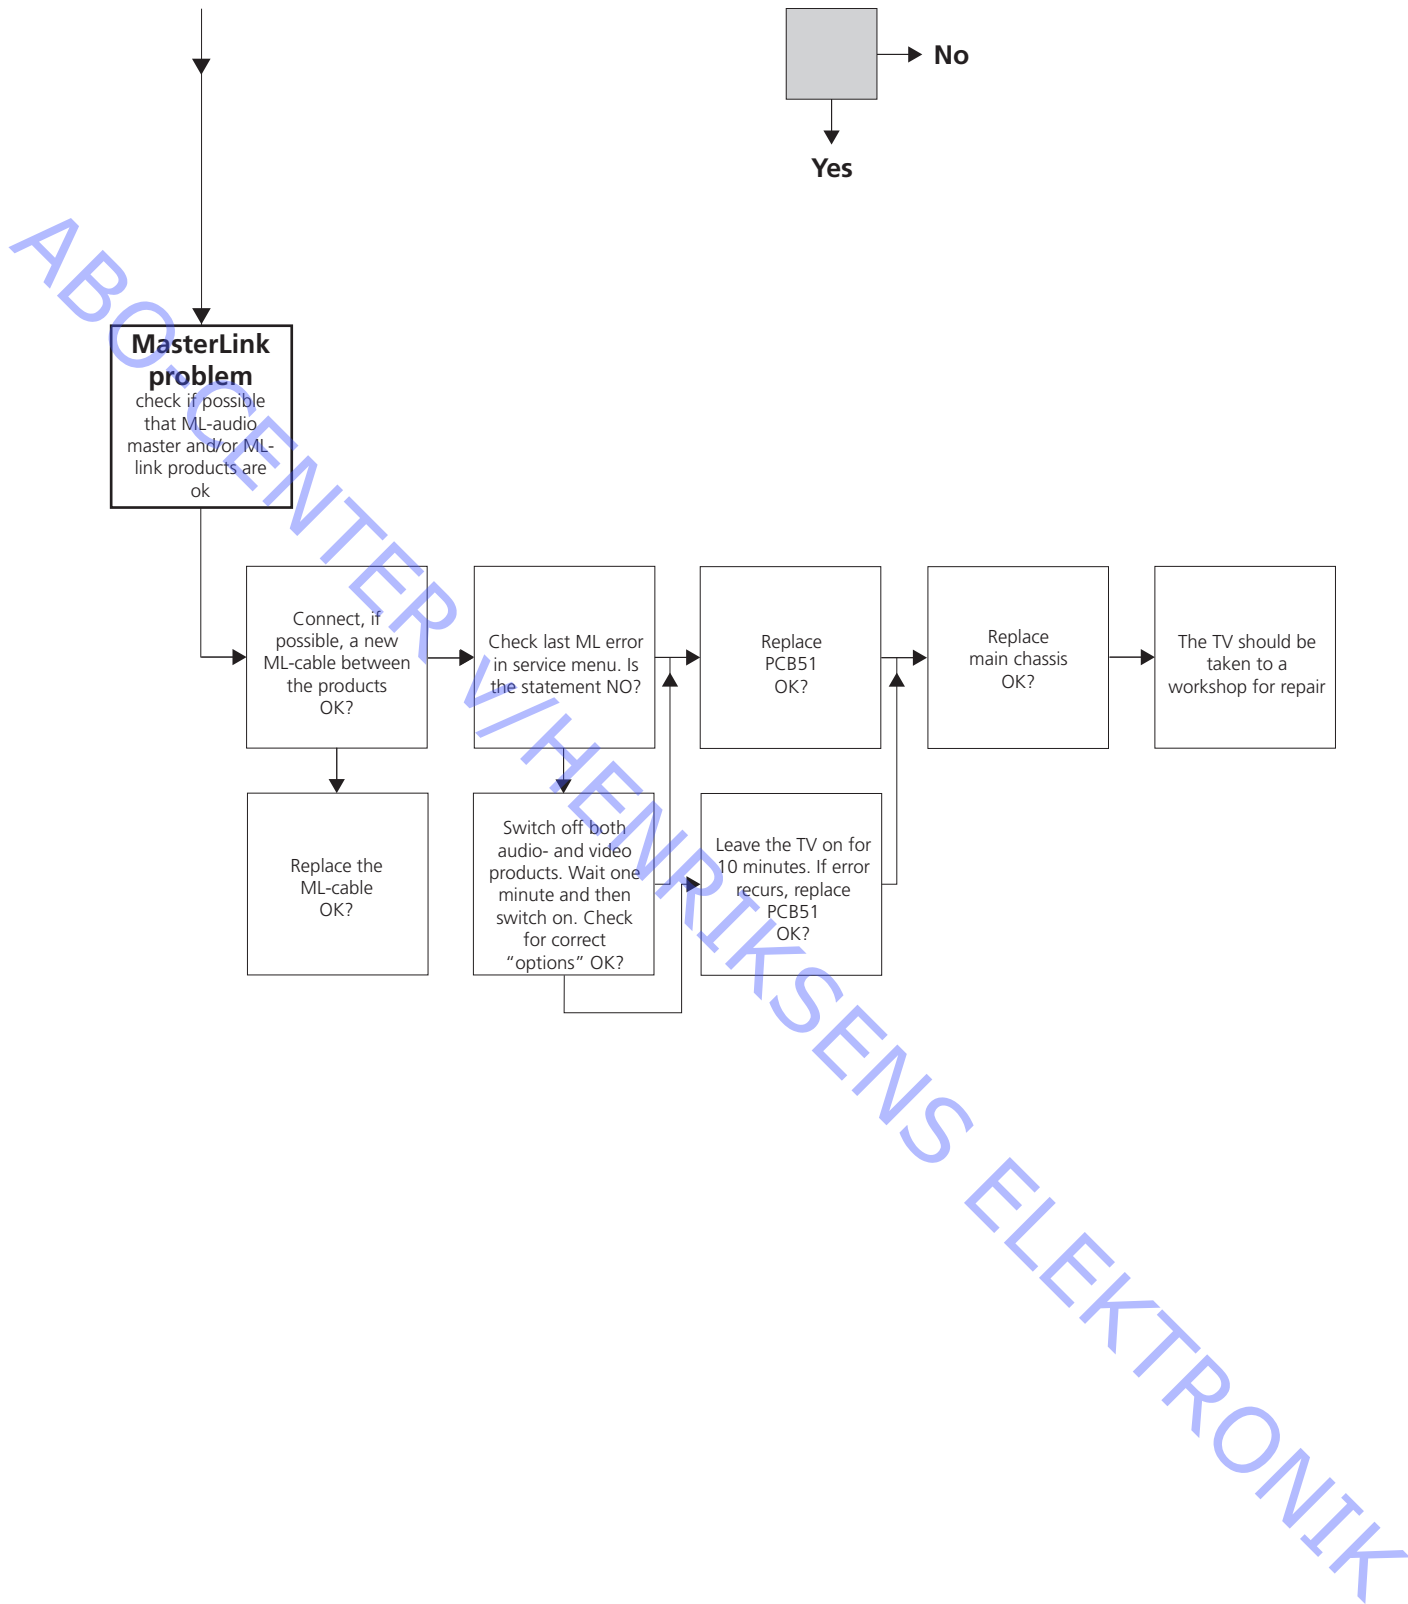 No
Yes
MasterLink
problem
check if possible
that ML-audio
master and/or ML-
link products are
ok
Connect, if
possible, a new
ML-cable between
the products
OK?
Check last ML error
in service menu. Is
the statement NO?
Replace
PCB51
OK?
Replace
main chassis
OK?
The TV should be
taken to a
workshop for repair
Replace the
ML-cable
OK?
Switch off both
audio- and video
products. Wait one
minute and then
switch on. Check
for correct
“options” OK?
Leave the TV on for
10 minutes. If error
recurs, replace
PCB51
OK?
ABO-CENTER v/HENRIKSENS ELEKTRONIK